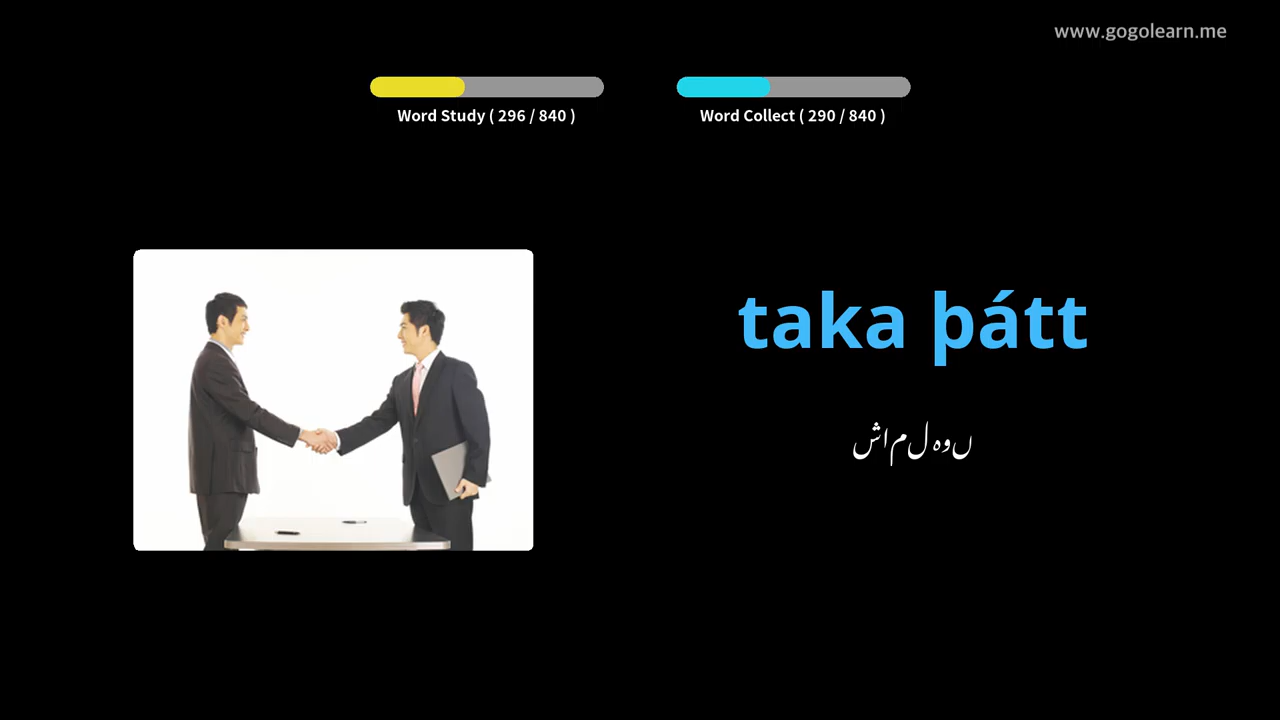 www.gogolearn.me
Word Study ( 296 / 840 )
Word Collect ( 290 / 840 )
taka þátt
شامل ہوں